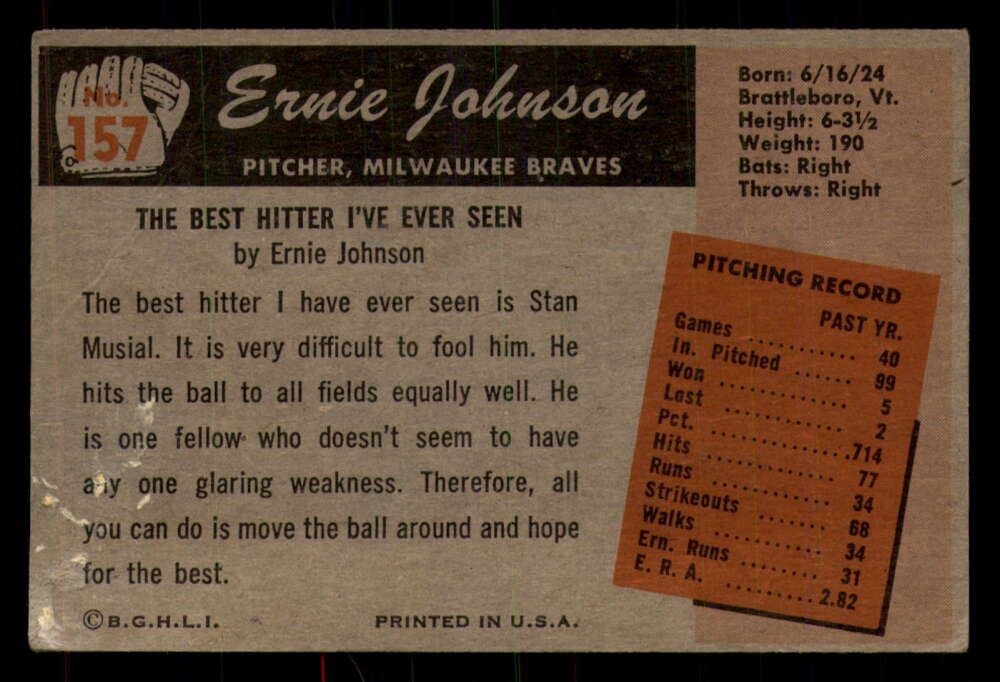 No.
157
Ernie Johnson
PITCHER, MILWAUKEE BRAVES
Born: 6/16/24
Brattleboro, Vt.
Height: 6-3½
Weight: 190
Bats: Right
Throws: Right
THE BEST HITTER I'VE EVER SEEN
by Ernie Johnson
The best hitter I have ever seen is Stan
Musial. It is very difficult to fool him. He
hits the ball to all fields equally well. He
is one fellow who doesn't seem to have
any one glaring weakness. Therefore, all
you can do is move the ball around and hope
for the best.
PITCHING RECORD
PAST YR.
Games .......... 40
In. Pitched ...... 99
Won ............ 5
Lost ........... 2
Pct. ............714
Hits ............ 77
Runs ........... 34
Strikeouts ....... 68
Walks .......... 34
Ern. Runs ........ 31
E. R. A. .........2.82
©B.G.H.L.I.
PRINTED IN U.S.A.